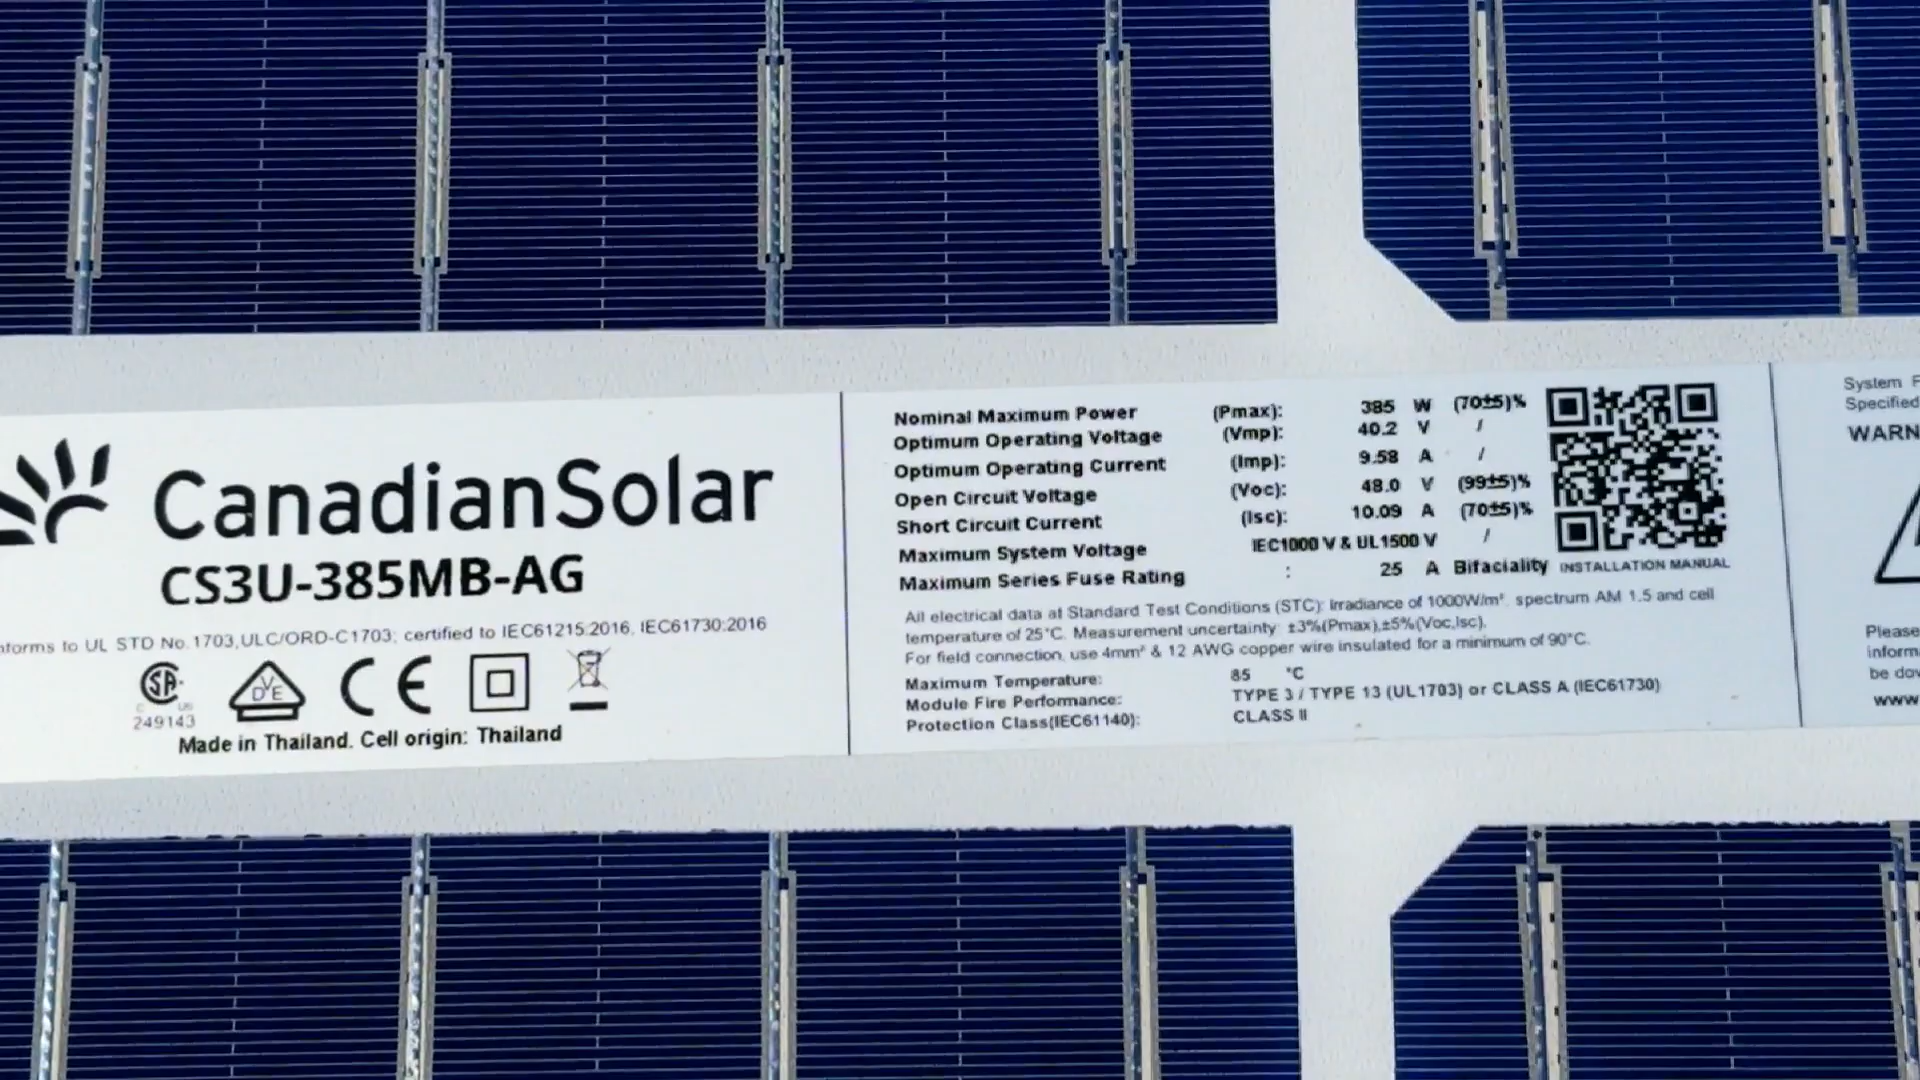 CanadianSolar
CS3U-385MB-AG
to UL STD No.1703,ULC/ORD-C1703; certified to IEC61215:2016, IEC61730:2016
SA
C US
249143
DVE
CE
Made in Thailand. Cell origin: Thailand
Nominal Maximum Power (Pmax): 385 W (70±5)%
Optimum Operating Voltage (Vmp): 40.2 V /
Optimum Operating Current (Imp): 9.58 A /
Open Circuit Voltage (Voc): 48.0 V (99±5)%
Short Circuit Current (Isc): 10.09 A (70±5)%
Maximum System Voltage IEC1000 V & UL1500 V /
Maximum Series Fuse Rating : 25 A Bifaciality
INSTALLATION MANUAL
All electrical data at Standard Test Conditions (STC): Irradiance of 1000W/m², spectrum AM 1.5 and cell
temperature of 25°C. Measurement uncertainty: ±3%(Pmax),±5%(Voc,Isc).
For field connection, use 4mm² & 12 AWG copper wire insulated for a minimum of 90°C.
Maximum Temperature: 85 °C
Module Fire Performance: TYPE 3 / TYPE 13 (UL1703) or CLASS A (IEC61730)
Protection Class(IEC61140): CLASS II
System
Specified
Please
be
www